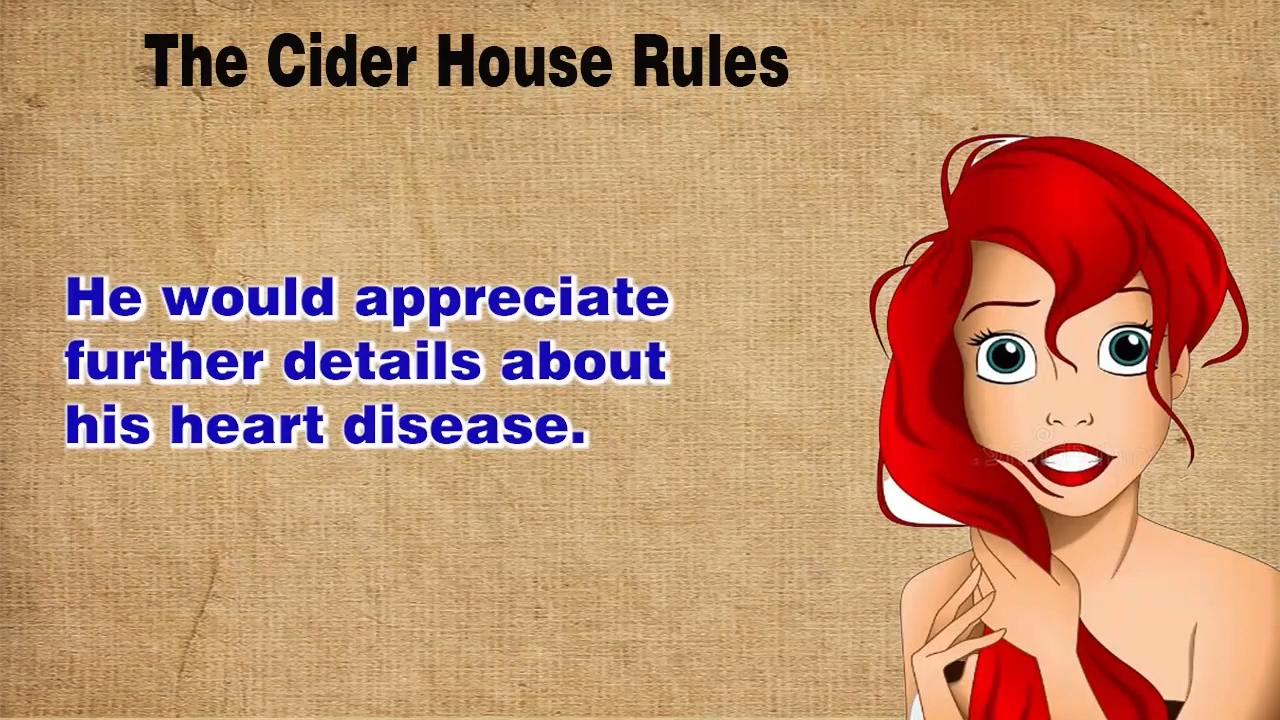 The Cider House Rules
He would appreciate
further details about
his heart disease.